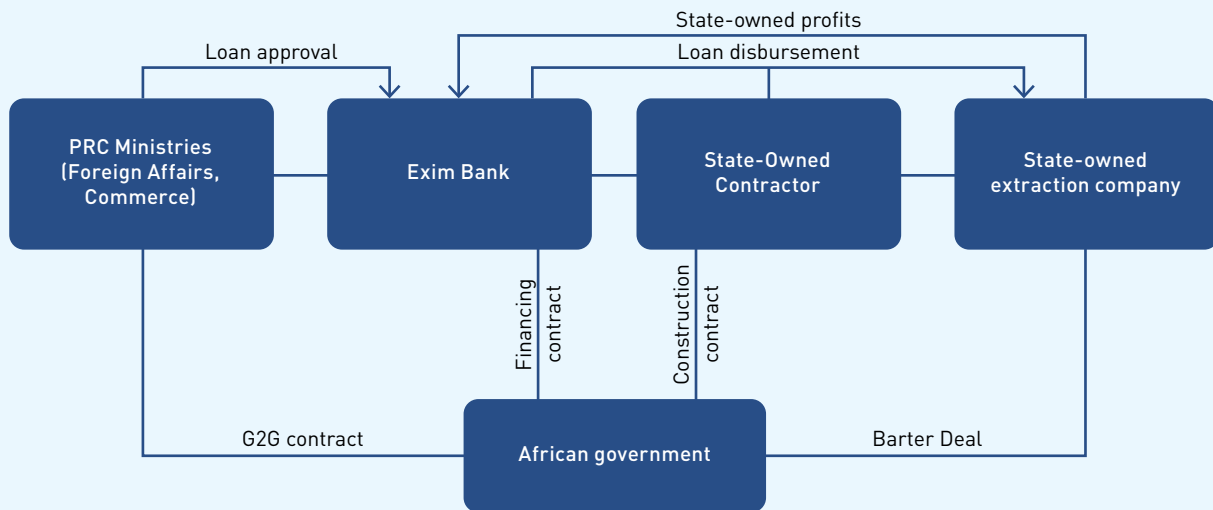 State-owned profits
Loan approval
Loan disbursement
PRC Ministries
(Foreign Affairs,
Commerce)
Exim Bank
State-Owned
Contractor
State-owned
extraction company
Financing
contract
Construction
contract
G2G contract
African government
Barter Deal